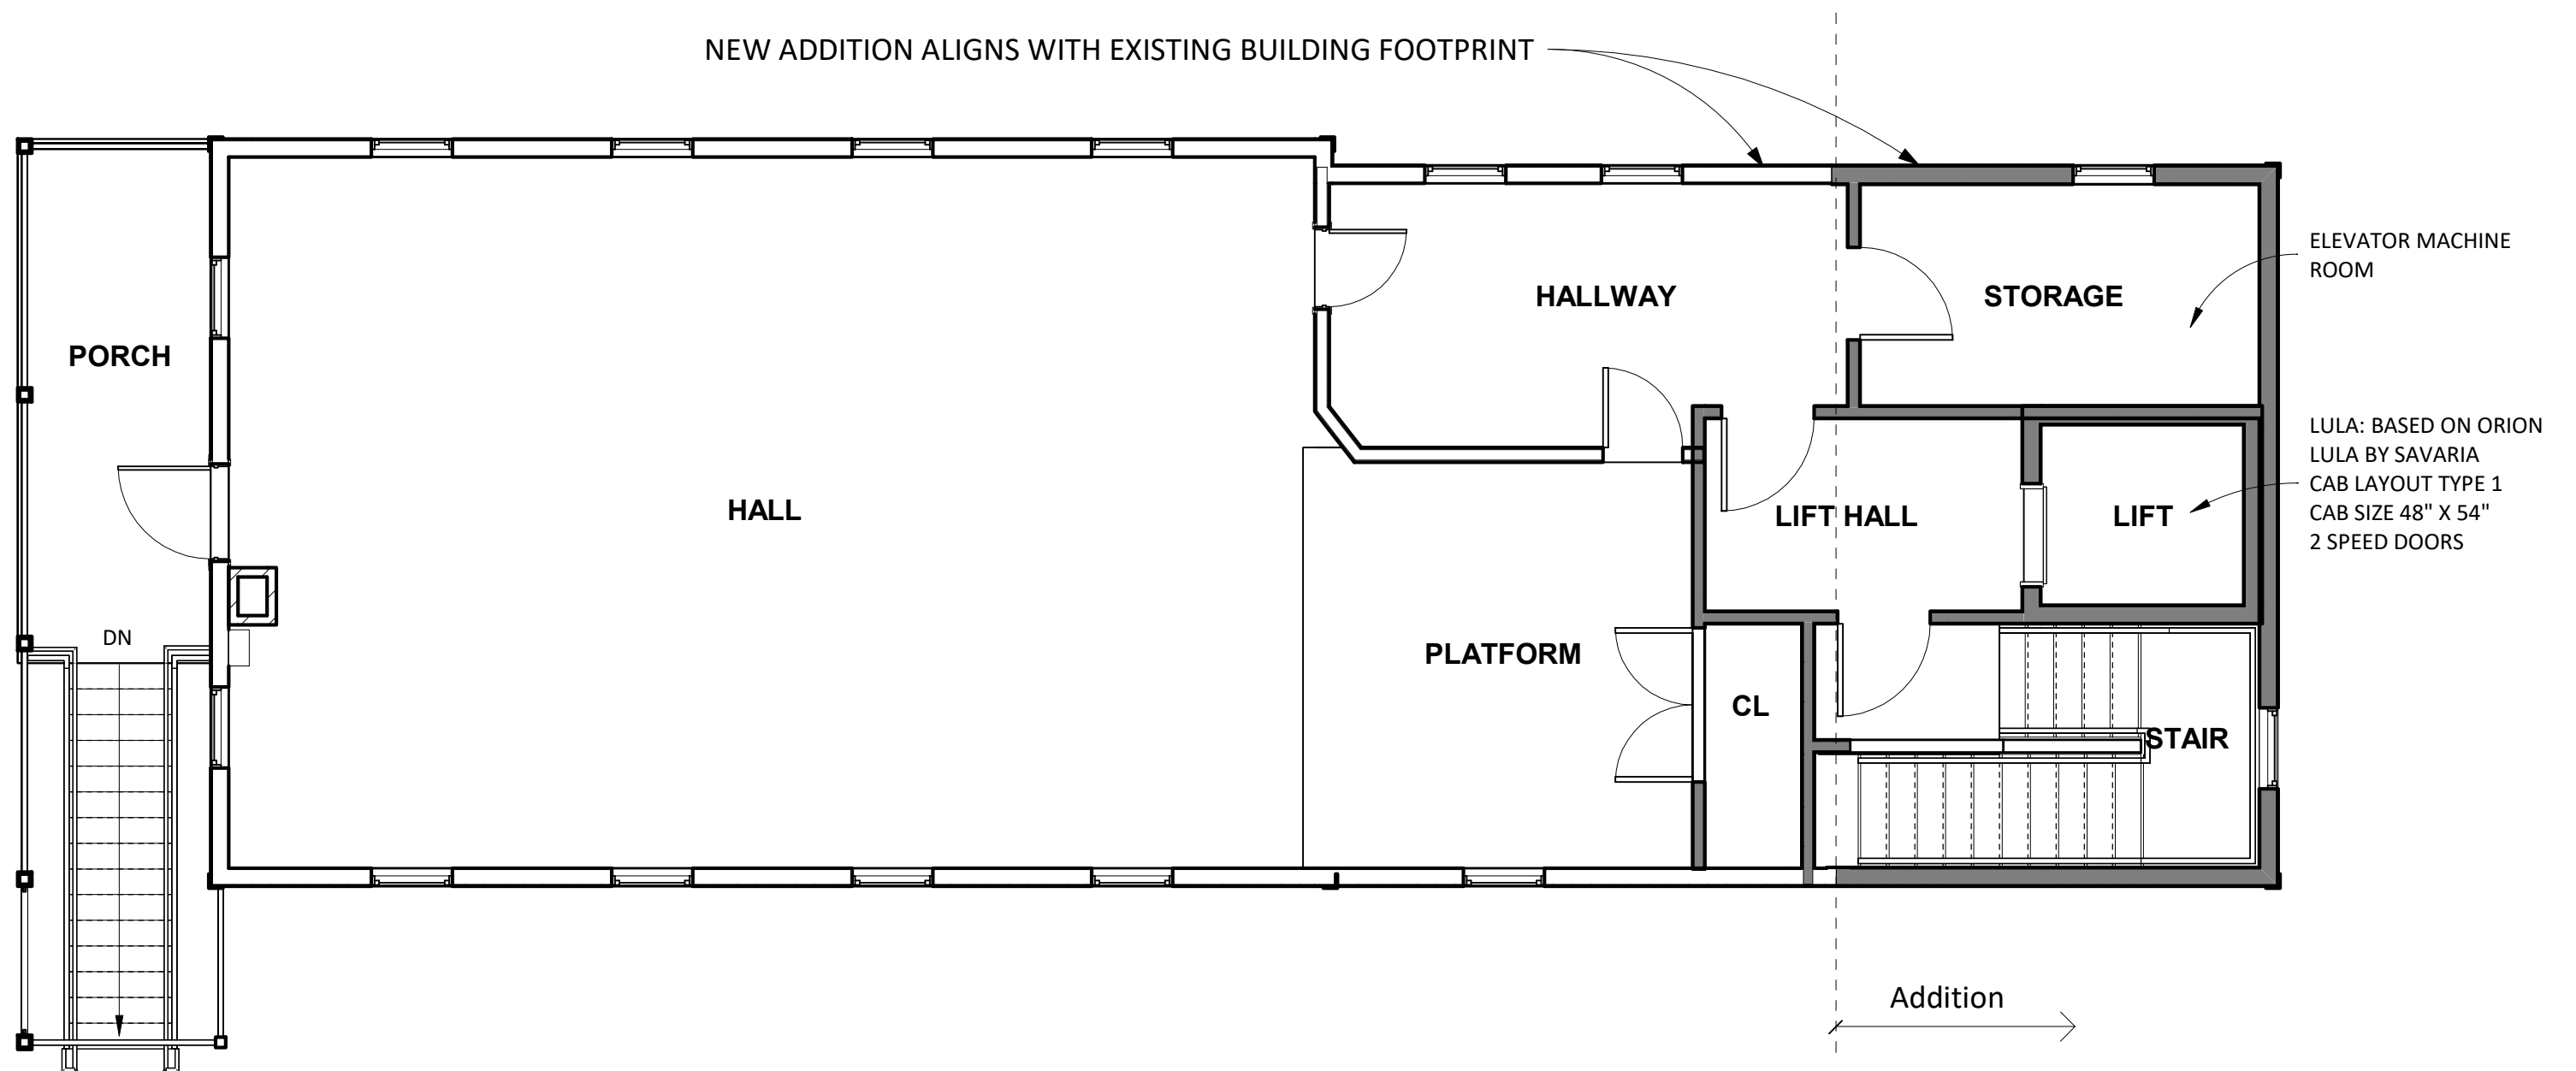 NEW ADDITION ALIGNS WITH EXISTING BUILDING FOOTPRINT
ELEVATOR MACHINE
ROOM
HALLWAY
STORAGE
PORCH
LULA: BASED ON ORION
LULA BY SAVARIA
CAB LAYOUT TYPE 1
CAB SIZE 48" X 54"
2 SPEED DOORS
HALL
LIFT HALL
LIFT
DN
PLATFORM
CL
STAIR
Addition